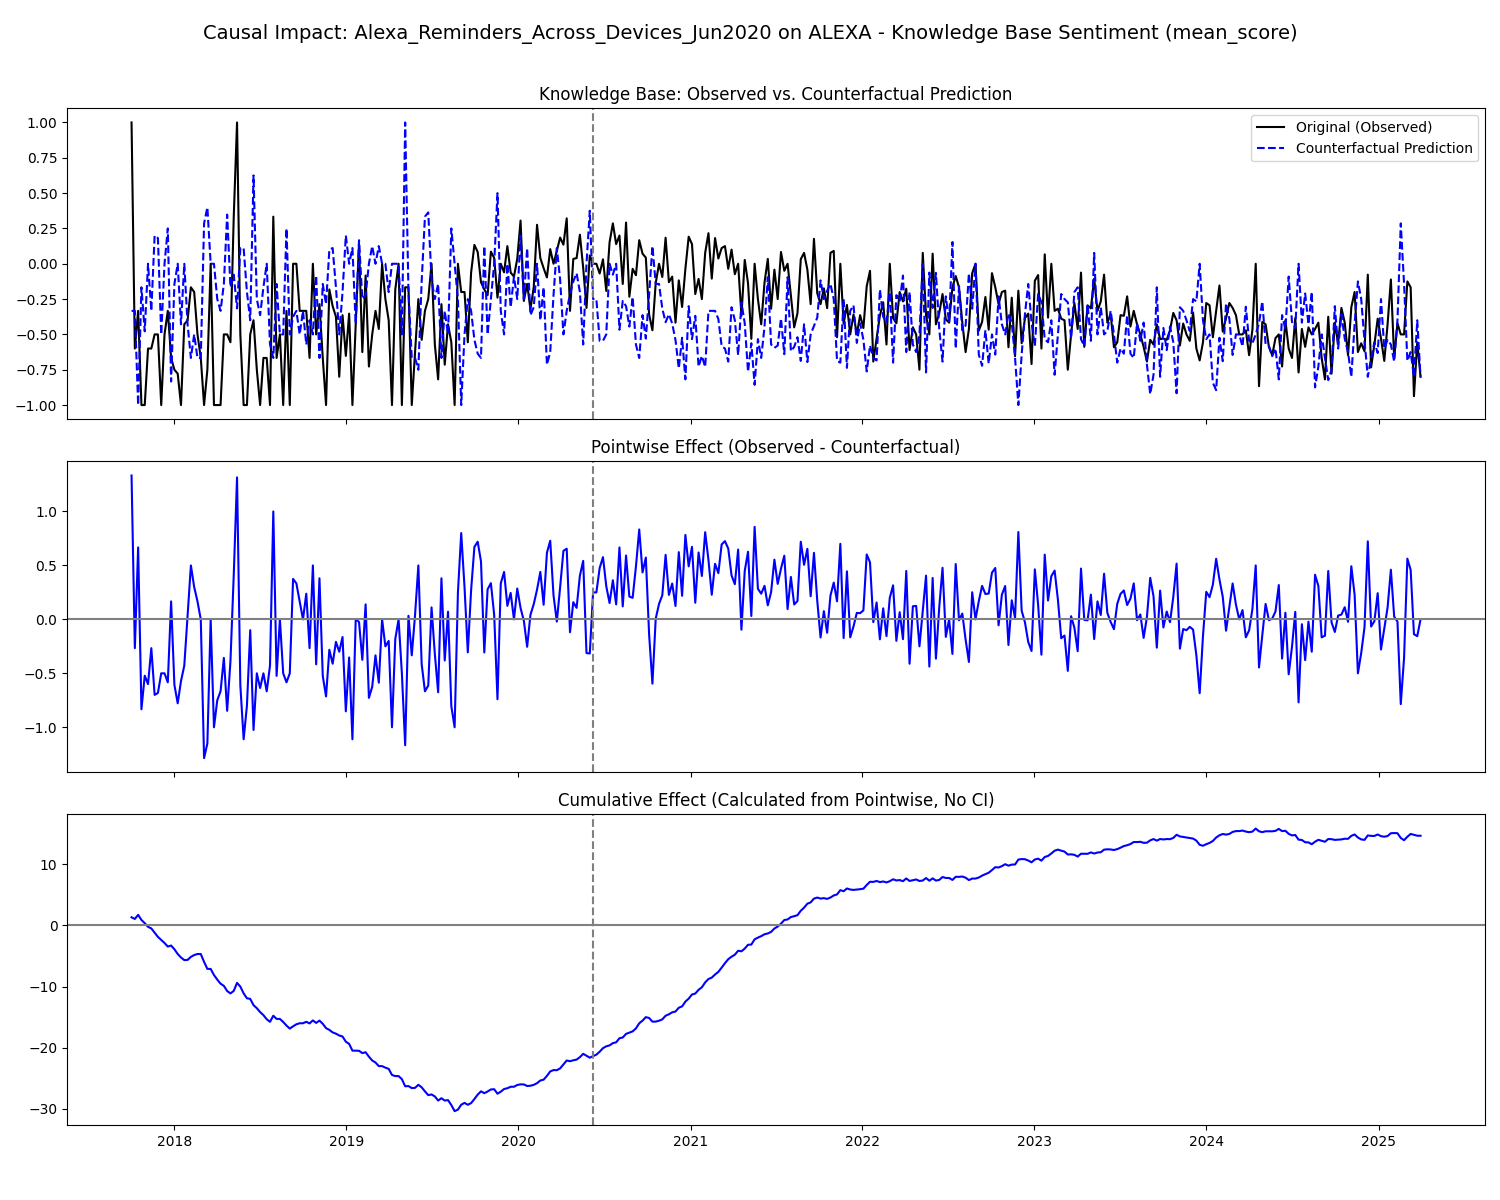 Causal Impact: Alexa_Reminders_Across_Devices_Jun2020 on ALEXA - Knowledge Base Sentiment (mean_score)
Knowledge Base: Observed vs. Counterfactual Prediction
1.00
0.75
0.50
0.25
0.00
−0.25
−0.50
−0.75
−1.00
Original (Observed)
Counterfactual Prediction
Pointwise Effect (Observed - Counterfactual)
1.0
0.5
0.0
−0.5
−1.0
Cumulative Effect (Calculated from Pointwise, No CI)
10
0
−10
−20
−30
2018 2019 2020 2021 2022 2023 2024 2025